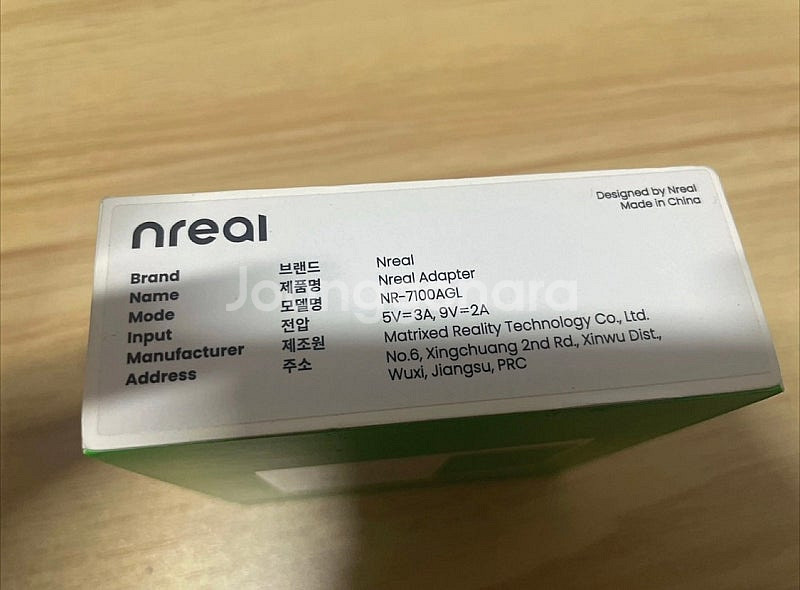 nreal
Designed by Nreal
Made in China
Brand 브랜드 Nreal
Name 제품명 Nreal Adapter
Mode 모델명 NR-7100AGL
Input 전압 5V=3A, 9V=2A
Manufacturer 제조원 Matrixed Reality Technology Co., Ltd.
Address 주소 No.6, Xingchuang 2nd Rd., Xinwu Dist.,
Wuxi, Jiangsu, PRC